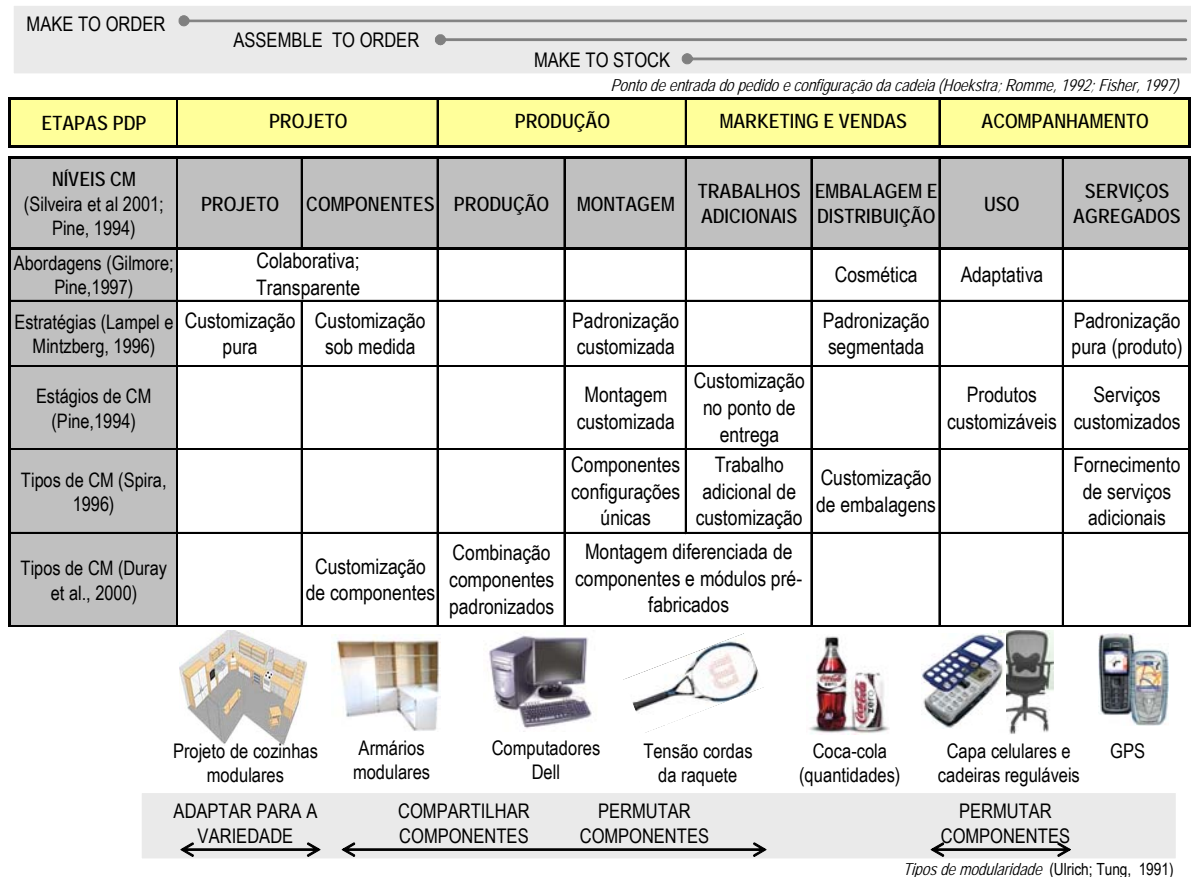 MAKE TO ORDER
ASSEMBLE TO ORDER
MAKE TO STOCK
Ponto de entrada do pedido e configuração da cadeia (Hoekstra; Romme, 1992; Fisher, 1997)
ETAPAS PDP
PROJETO
PRODUÇÃO
MARKETING E VENDAS
ACOMPANHAMENTO
NÍVEIS CM
(Silveira et al 2001;
Pine, 1994)
PROJETO
COMPONENTES
PRODUÇÃO
MONTAGEM
TRABALHOS
ADICIONAIS
EMBALAGEM E
DISTRIBUIÇÃO
USO
SERVIÇOS
AGREGADOS
Abordagens (Gilmore;
Pine,1997)
Colaborativa;
Transparente
Cosmética
Adaptativa
Estratégias (Lampel e
Mintzberg, 1996)
Customização
pura
Customização
sob medida
Padronização
customizada
Padronização
segmentada
Padronização
pura (produto)
Estágios de CM
(Pine,1994)
Montagem
customizada
Customização
no ponto de
entrega
Produtos
customizáveis
Serviços
customizados
Tipos de CM (Spira,
1996)
Componentes
configurações
únicas
Trabalho
adicional de
customização
Customização
de embalagens
Fornecimento
de serviços
adicionais
Tipos de CM (Duray
et al., 2000)
Customização
de componentes
Combinação
componentes
padronizados
Montagem diferenciada de
componentes e módulos pré-
fabricados
Projeto de cozinhas
modulares
Armários
modulares
Computadores
Dell
Tensão cordas
da raquete
Coca-cola
(quantidades)
Capa celulares e
cadeiras reguláveis
GPS
ADAPTAR PARA A
VARIEDADE
COMPARTILHAR
COMPONENTES
PERMUTAR
COMPONENTES
PERMUTAR
COMPONENTES
Tipos de modularidade (Ulrich; Tung, 1991)